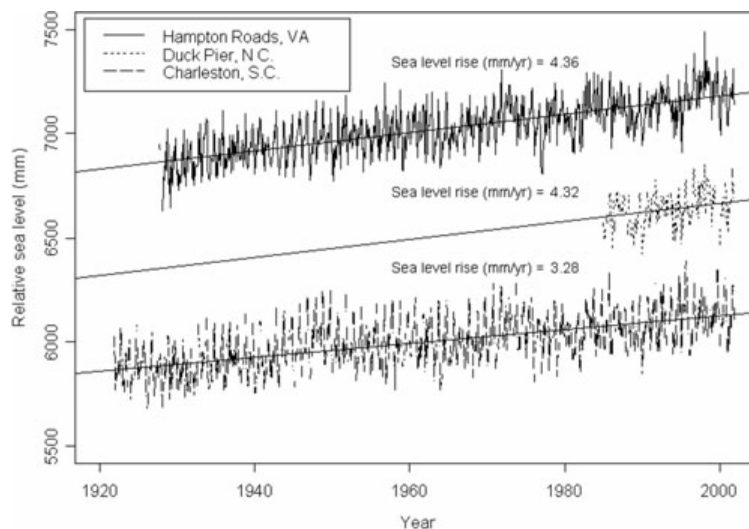 7500
7000
6500
6000
5500
Relative sea level (mm)
Hampton Roads, VA
Duck Pier, N C.
Charleston, S.C.
Sea level rise (mm/yr) = 4.36
Sea level rise (mm/yr) = 4.32
Sea level rise (mm/yr) = 3.28
1920 1940 1960 1980 2000
Year